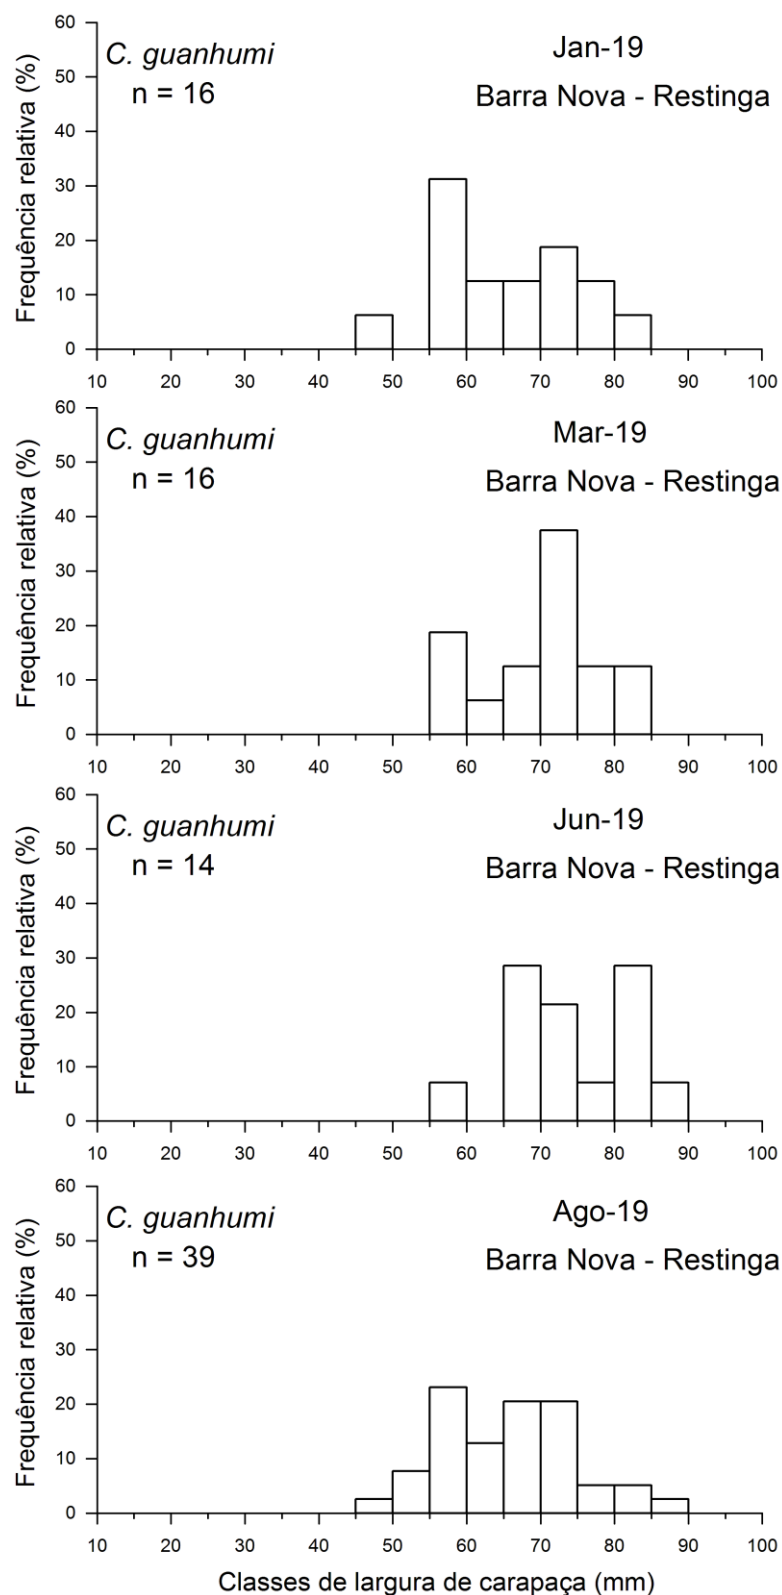 Frequência relativa (%)
60
50
40
30
20
10
0
C. guanhumi
n = 16
Jan-19
Barra Nova - Restinga
10 20 30 40 50 60 70 80 90 100
Frequência relativa (%)
60
50
40
30
20
10
0
C. guanhumi
n = 16
Mar-19
Barra Nova - Restinga
10 20 30 40 50 60 70 80 90 100
Frequência relativa (%)
60
50
40
30
20
10
0
C. guanhumi
n = 14
Jun-19
Barra Nova - Restinga
10 20 30 40 50 60 70 80 90 100
Frequência relativa (%)
60
50
40
30
20
10
0
C. guanhumi
n = 39
Ago-19
Barra Nova - Restinga
10 20 30 40 50 60 70 80 90 100
Classes de largura de carapaça (mm)